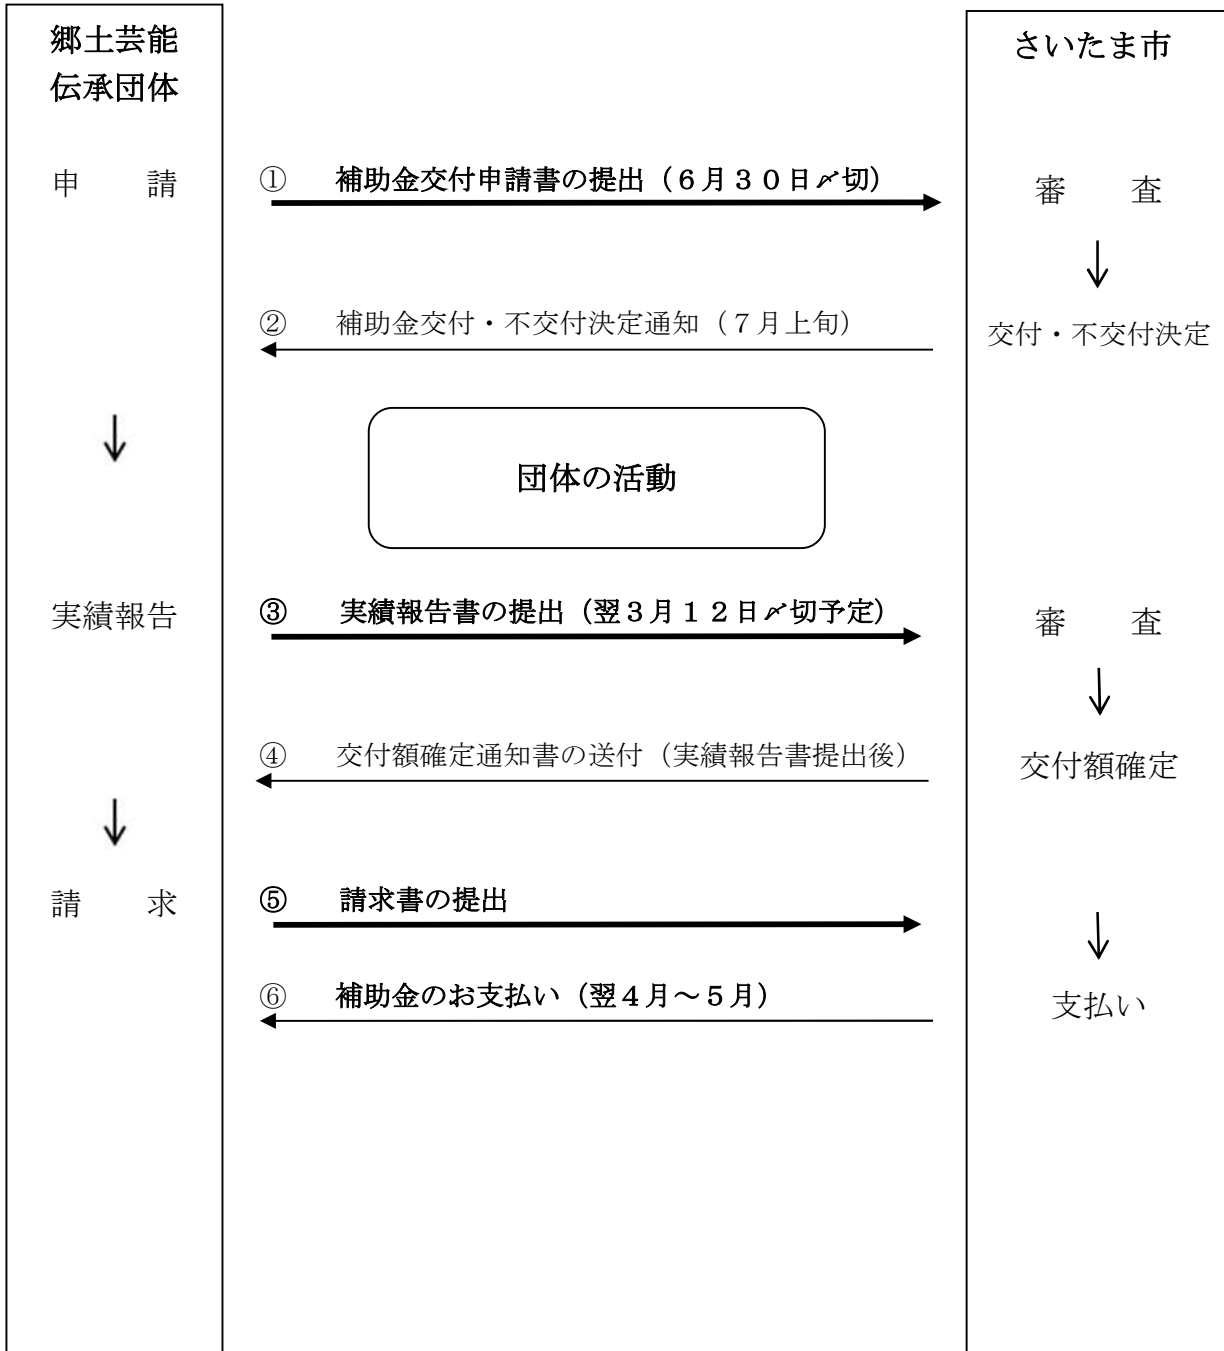 郷土芸能
伝承団体
さいたま市
申　　請
①　補助金交付申請書の提出（６月３０日〆切）
審　　査
②　補助金交付・不交付決定通知（７月上旬）
交付・不交付決定
団体の活動
実績報告
③　実績報告書の提出（翌３月１２日〆切予定）
審　　査
④　交付額確定通知書の送付（実績報告書提出後）
交付額確定
請　　求
⑤　請求書の提出
⑥　補助金のお支払い（翌４月～５月）
支払い